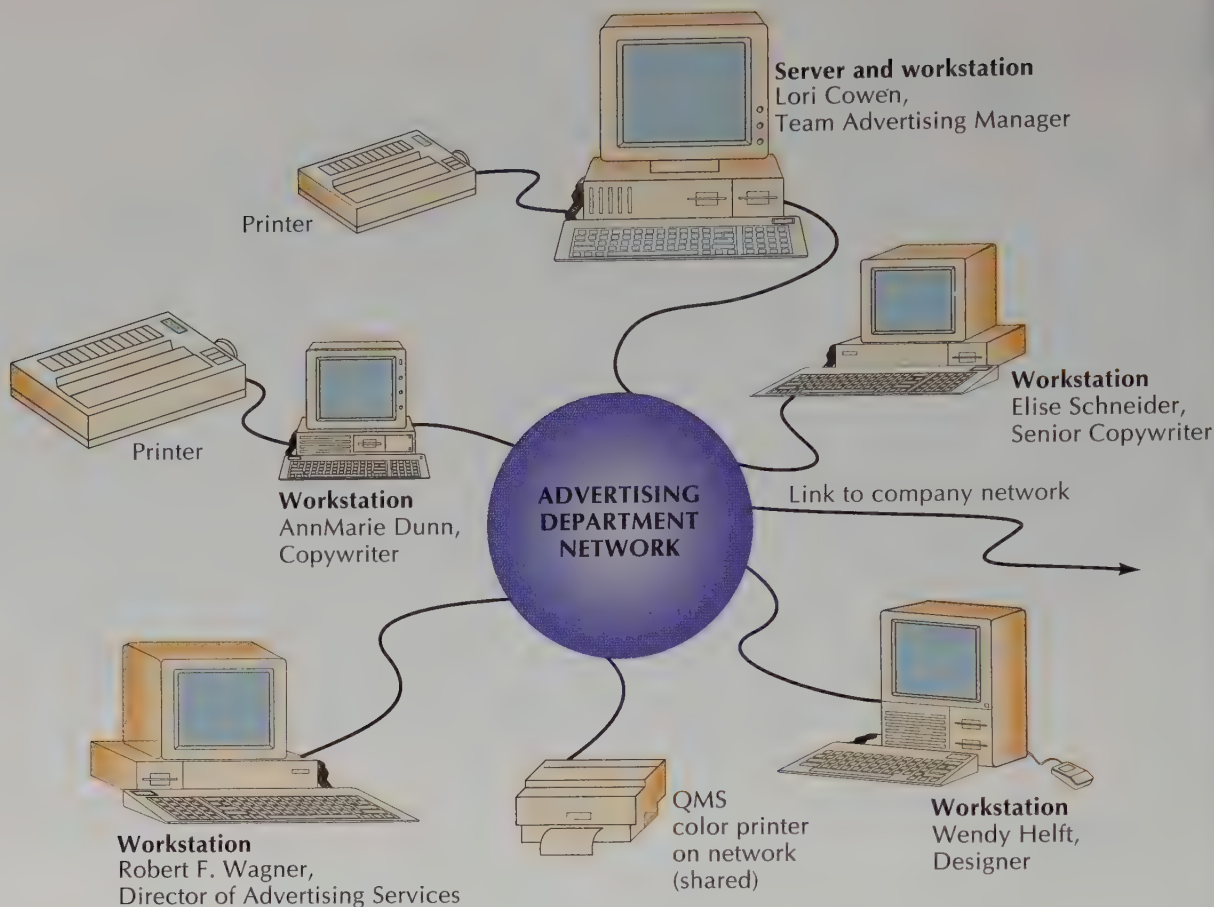 Server and workstation
Lori Cowen,
Team Advertising Manager
Printer
Workstation
Elise Schneider,
Senior Copywriter
Printer
Workstation
AnnMarie Dunn,
Copywriter
ADVERTISING
DEPARTMENT
NETWORK
Link to company network
Workstation
Robert F. Wagner,
Director of Advertising Services
QMS
color printer
on network
(shared)
Workstation
Wendy Helft,
Designer